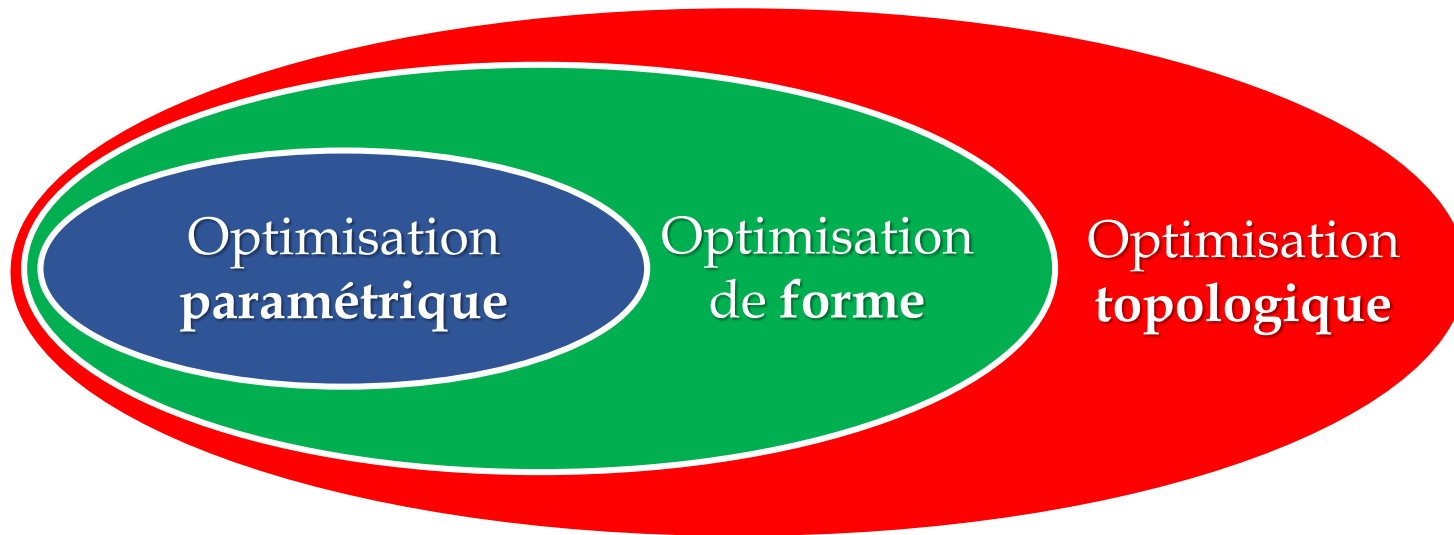 Optimisation
paramétrique
Optimisation
de forme
Optimisation
topologique